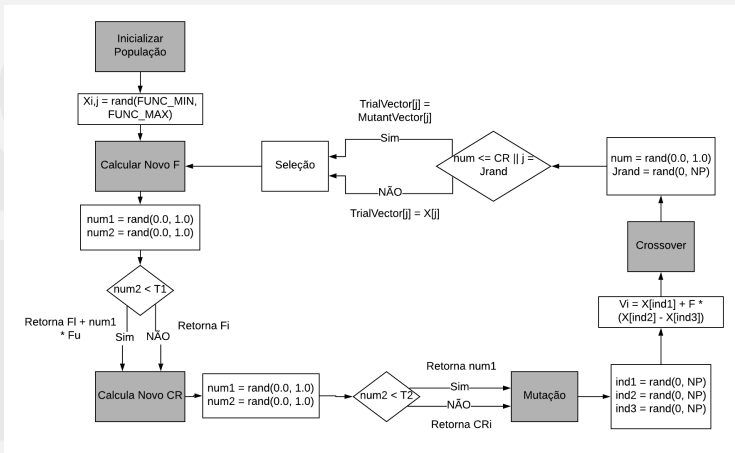 Inicializar
População
Xi,j = rand(FUNC_MIN,
FUNC_MAX)
Calcular Novo F
num1 = rand(0.0, 1.0)
num2 = rand(0.0, 1.0)
num2 < T1
Retorna Fl + num1
* Fu
Sim
NÃO
Retorna Fi
Calcula Novo CR
num1 = rand(0.0, 1.0)
num2 = rand(0.0, 1.0)
num2 < T2
Retorna num1
Sim
NÃO
Retorna CRi
Mutação
ind1 = rand(0, NP)
ind2 = rand(0, NP)
ind3 = rand(0, NP)
Vi = X[ind1] + F *
(X[ind2] - X[ind3])
Crossover
num = rand(0.0, 1.0)
Jrand = rand(0, NP)
num <= CR || j =
Jrand
TrialVector[j] =
MutantVector[j]
Sim
NÃO
TrialVector[j] = X[j]
Seleção